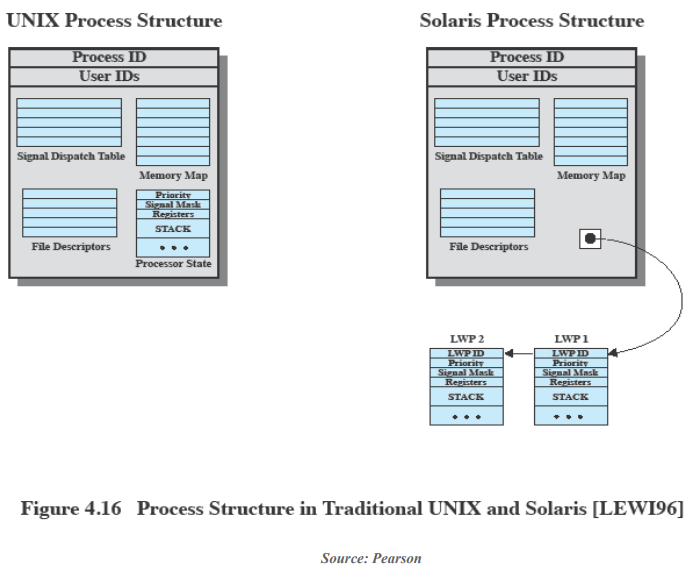 UNIX Process Structure
Process ID
User IDs
Signal Dispatch Table
Memory Map
File Descriptors
Priority
Signal Mask
Registers
STACK
Processor State
Solaris Process Structure
Process ID
User IDs
Signal Dispatch Table
Memory Map
File Descriptors
LWP 2
LWP ID
Priority
Signal Mask
Registers
STACK
LWP 1
LWP ID
Priority
Signal Mask
Registers
STACK
Figure 4.16 Process Structure in Traditional UNIX and Solaris [LEWI96]
Source: Pearson